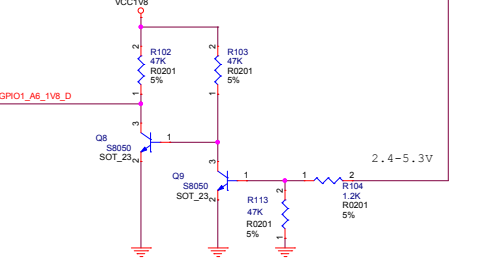 VCC1V8
2
R102
47K
R0201
5%
1
2
R103
47K
R0201
5%
1
GPIO1_A6_1V8_D
3
Q8
1
S8050
SOT_23
2
3
2.4-5.3V
Q9
1
1
2
S8050
SOT_23
2
R104
1.2K
R0201
5%
2
R113
47K
R0201
5%
1